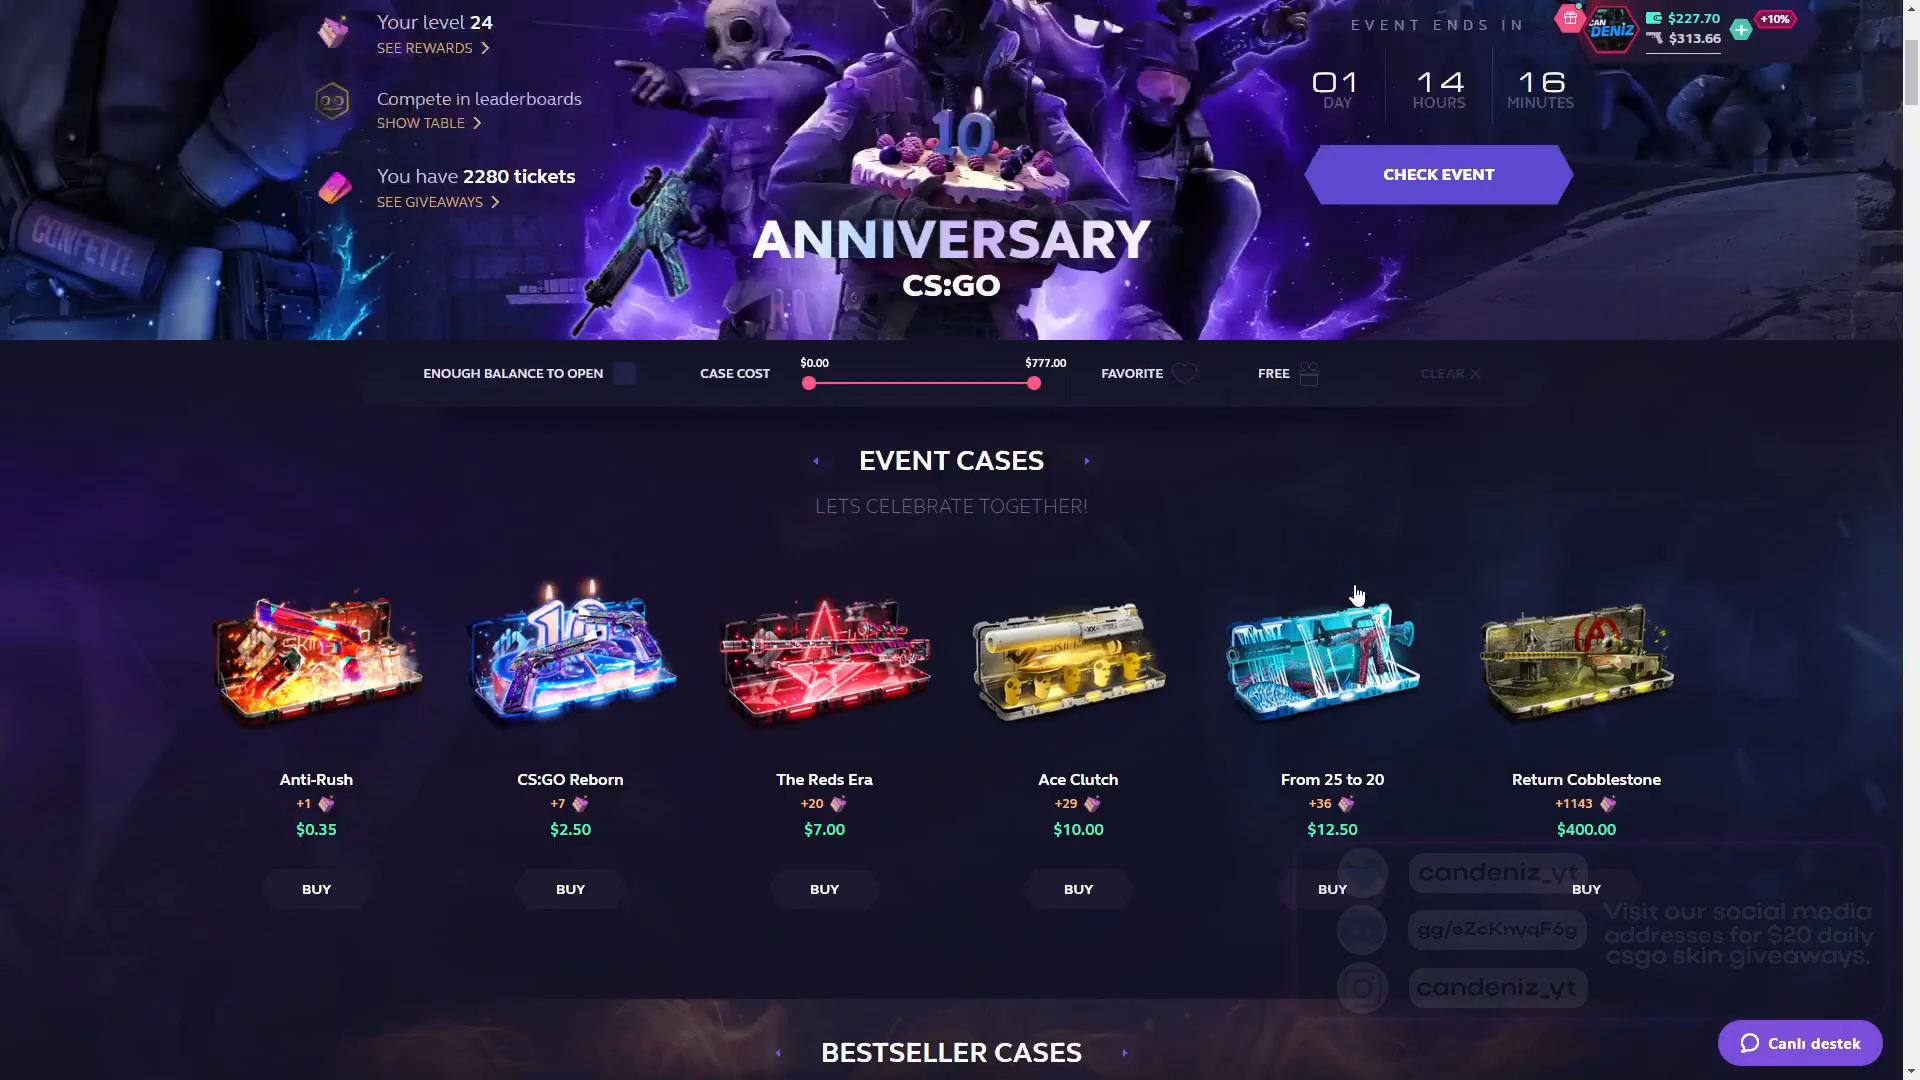 Your level 24
SEE REWARDS
Compete in leaderboards
SHOW TABLE
You have 2280 tickets
SEE GIVEAWAYS
CONFETTI
10
ANNIVERSARY
CS:GO
EVENT ENDS IN
01
DAY
14
HOURS
16
MINUTES
CHECK EVENT
CAN
DENIZ
$227.70
$313.66
+10%
ENOUGH BALANCE TO OPEN
CASE COST
$0.00
$777.00
FAVORITE
FREE
CLEAR
EVENT CASES
LETS CELEBRATE TOGETHER!
Anti-Rush
+1
$0.35
BUY
CS:GO Reborn
+7
$2.50
BUY
The Reds Era
+20
$7.00
BUY
Ace Clutch
+29
$10.00
BUY
From 25 to 20
+36
$12.50
BUY
Return Cobblestone
+1143
$400.00
BUY
candeniz_yt
gg/eZcKnyqF6g
candeniz_yt
Visit our social media
addresses for $20 daily
csgo skin giveaways.
BESTSELLER CASES
Canlı destek